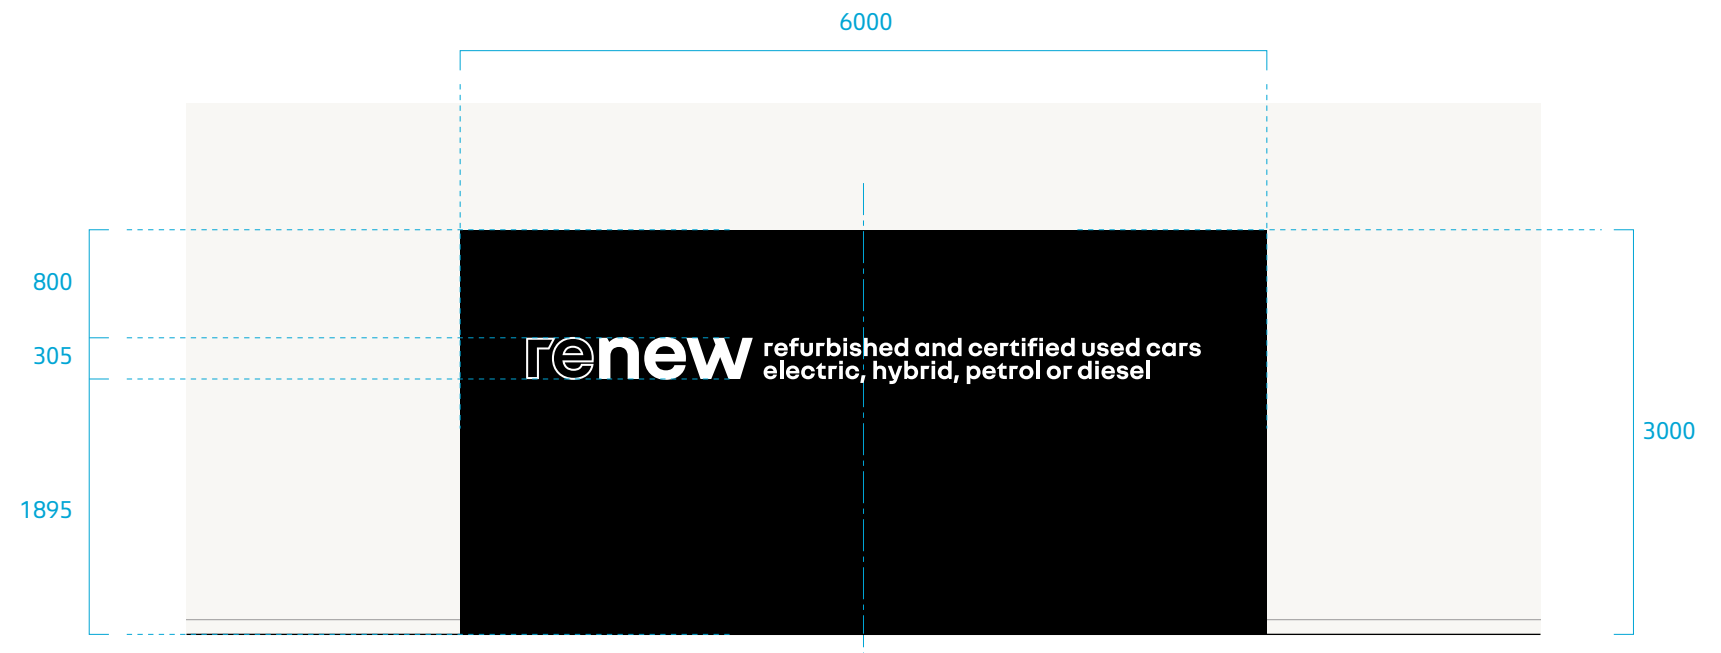 6000
800
renew refurbished and certified used cars
electric, hybrid, petrol or diesel
305
3000
1895